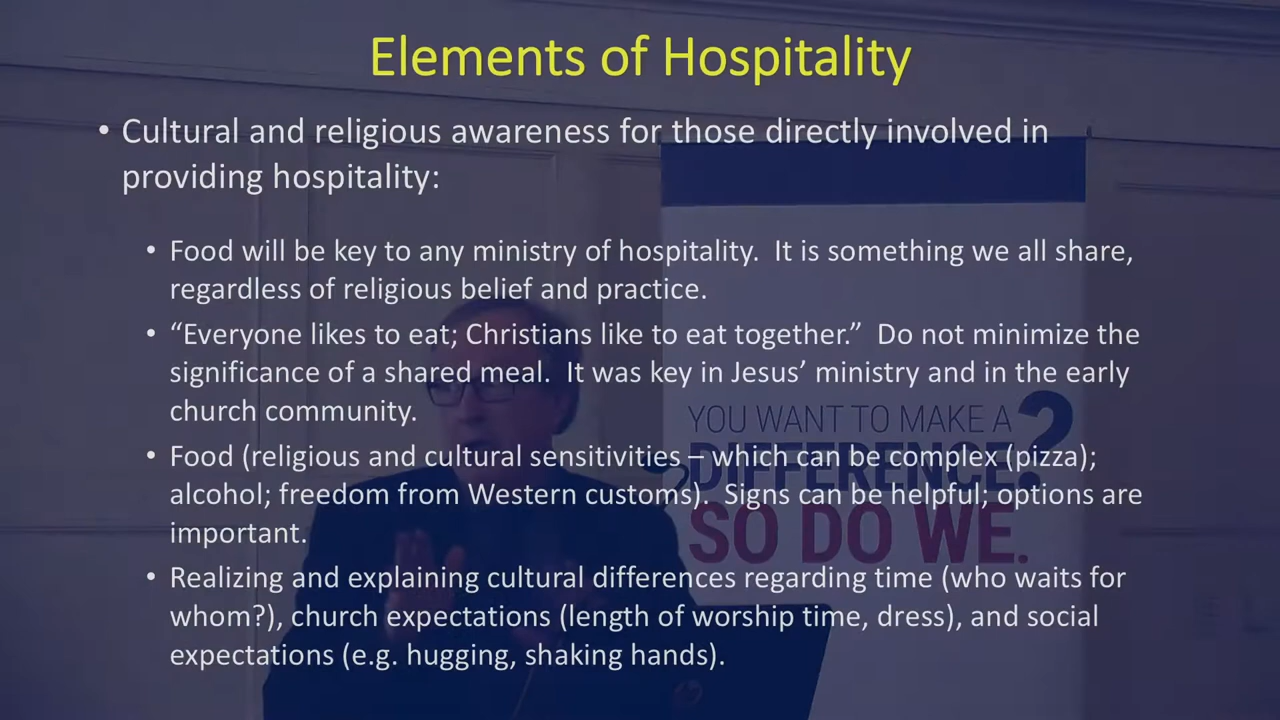 Elements of Hospitality
• Cultural and religious awareness for those directly involved in
providing hospitality:
• Food will be key to any ministry of hospitality.  It is something we all share,
regardless of religious belief and practice.
• “Everyone likes to eat; Christians like to eat together.”  Do not minimize the
significance of a shared meal.  It was key in Jesus’ ministry and in the early
church community.
• Food (religious and cultural sensitivities – which can be complex (pizza);
alcohol; freedom from Western customs).  Signs can be helpful; options are
important.
• Realizing and explaining cultural differences regarding time (who waits for
whom?), church expectations (length of worship time, dress), and social
expectations (e.g. hugging, shaking hands).
YOU WANT TO MAKE A
DIFFERENCE?
SO DO WE.